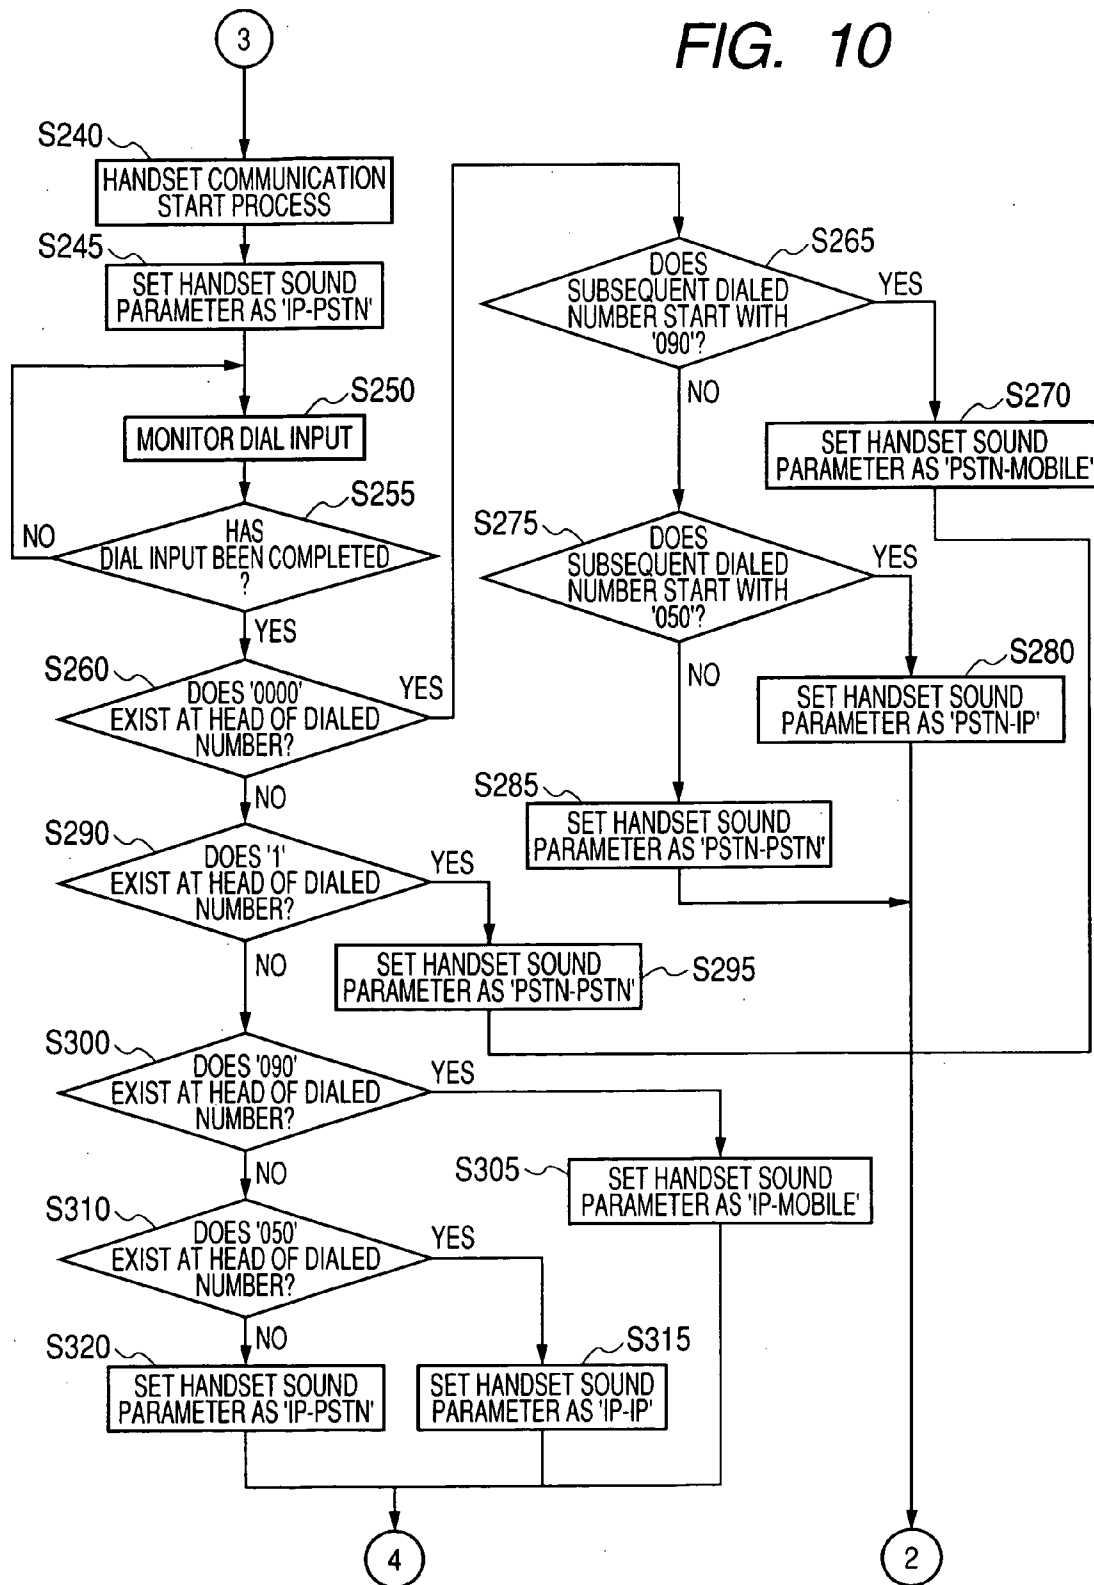 FIG. 10
3
S240
HANDSET COMMUNICATION
START PROCESS
S245
SET HANDSET SOUND
PARAMETER AS 'IP-PSTN'
S250
MONITOR DIAL INPUT
S255
HAS
DIAL INPUT BEEN COMPLETED
?
NO
YES
S260
DOES '0000'
EXIST AT HEAD OF DIALED
NUMBER?
YES
NO
S265
DOES
SUBSEQUENT DIALED
NUMBER START WITH
'090'?
YES
NO
S270
SET HANDSET SOUND
PARAMETER AS 'PSTN-MOBILE'
S275
DOES
SUBSEQUENT DIALED
NUMBER START WITH
'050'?
YES
NO
S280
SET HANDSET SOUND
PARAMETER AS 'PSTN-IP'
S285
SET HANDSET SOUND
PARAMETER AS 'PSTN-PSTN'
S290
DOES '1'
EXIST AT HEAD OF DIALED
NUMBER?
YES
NO
S295
SET HANDSET SOUND
PARAMETER AS 'PSTN-PSTN'
S300
DOES '090'
EXIST AT HEAD OF DIALED
NUMBER?
YES
NO
S305
SET HANDSET SOUND
PARAMETER AS 'IP-MOBILE'
S310
DOES '050'
EXIST AT HEAD OF DIALED
NUMBER?
YES
NO
S315
SET HANDSET SOUND
PARAMETER AS 'IP-IP'
S320
SET HANDSET SOUND
PARAMETER AS 'IP-PSTN'
4
2